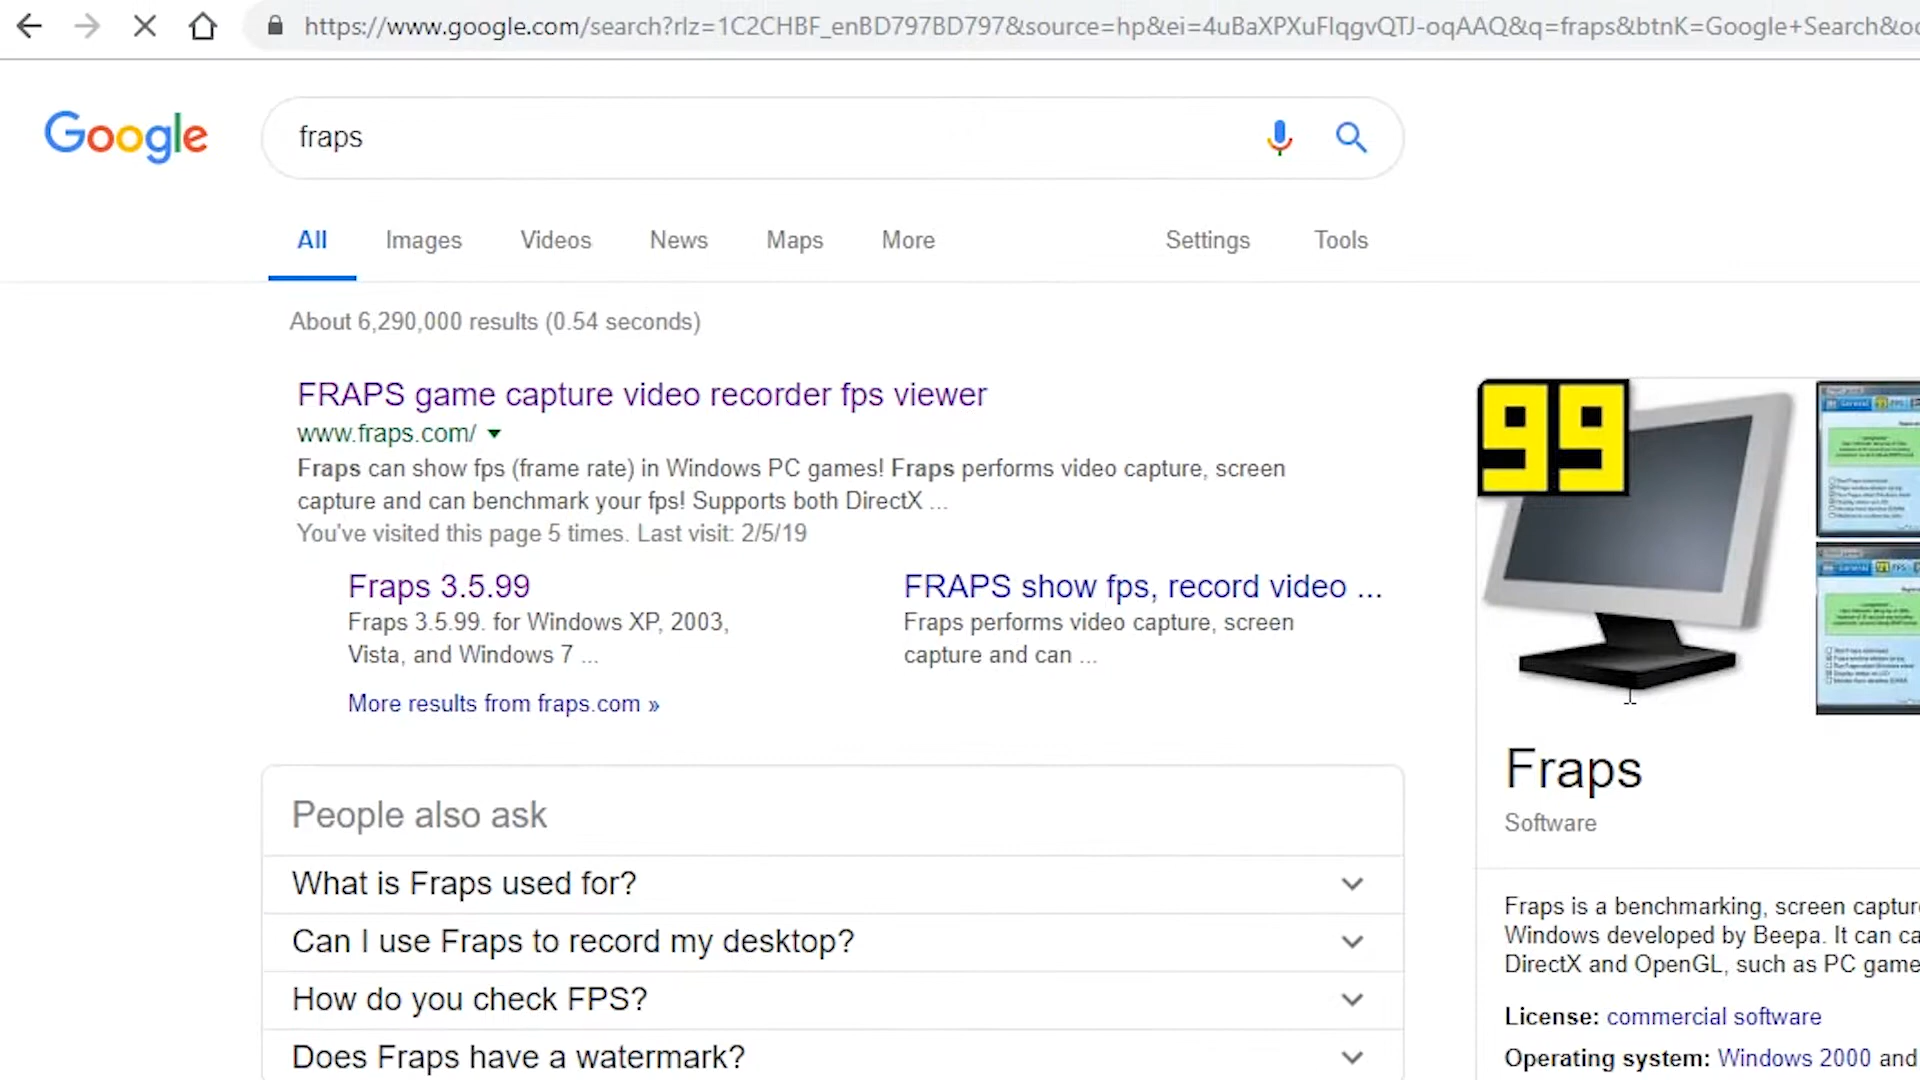 https://www.google.com/search?rlz=1C2CHBF_enBD797BD797&source=hp&ei=4uBaXPXuFIqgvQTJ-oqAAQ&q=fraps&btnK=Google+Search&oc
Google
fraps
All Images Videos News Maps More Settings Tools
About 6,290,000 results (0.54 seconds)
FRAPS game capture video recorder fps viewer
www.fraps.com/
Fraps can show fps (frame rate) in Windows PC games! Fraps performs video capture, screen
capture and can benchmark your fps! Supports both DirectX ...
You've visited this page 5 times. Last visit: 2/5/19
Fraps 3.5.99
Fraps 3.5.99. for Windows XP, 2003,
Vista, and Windows 7 ...
FRAPS show fps, record video ...
Fraps performs video capture, screen
capture and can ...
More results from fraps.com »
People also ask
What is Fraps used for?
Can I use Fraps to record my desktop?
How do you check FPS?
Does Fraps have a watermark?
99
Fraps
Software
Fraps is a benchmarking, screen capture
Windows developed by Beepa. It can ca
DirectX and OpenGL, such as PC game
License: commercial software
Operating system: Windows 2000 and